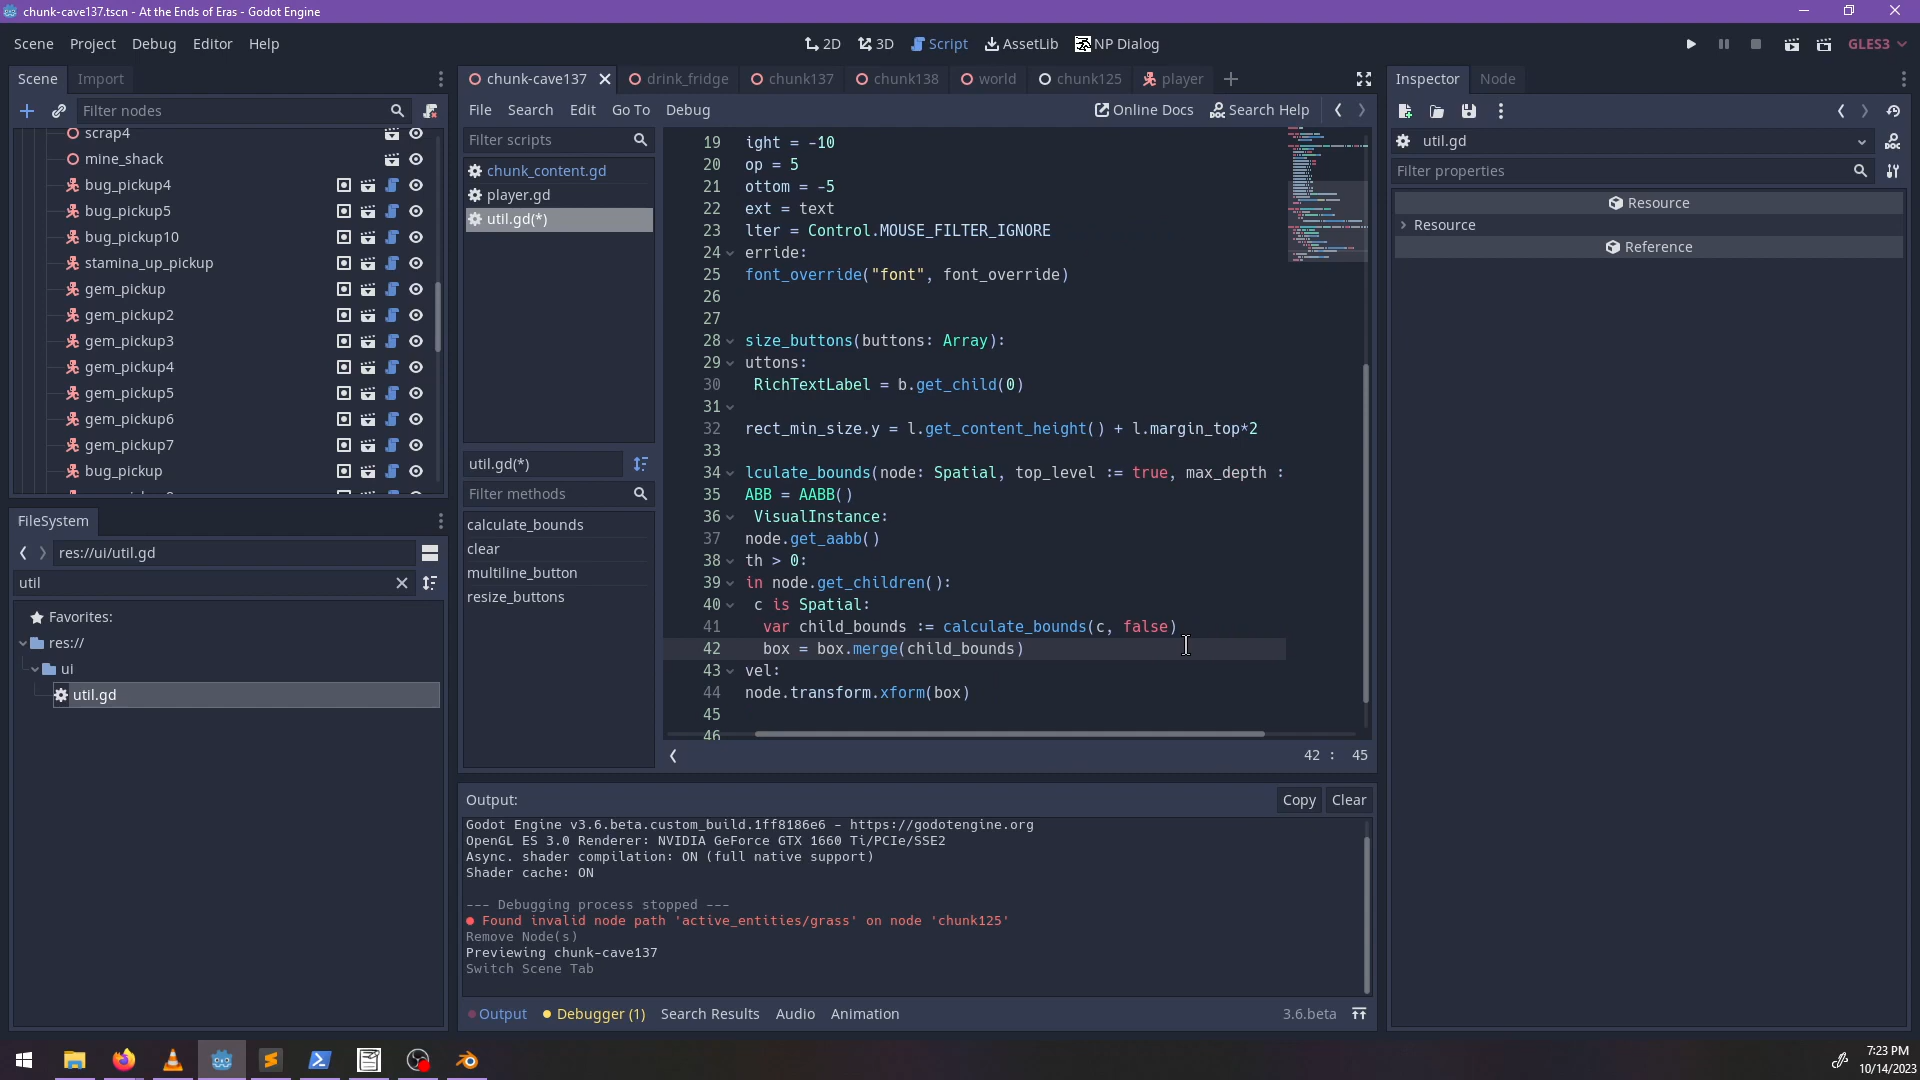 chunk-cave137.tscn - At the Ends of Eras - Godot Engine
Scene Project Debug Editor Help
2D 3D Script AssetLib NP Dialog
GLES3
Scene Import
Filter nodes
scrap4
mine_shack
bug_pickup4
bug_pickup5
bug_pickup10
stamina_up_pickup
gem_pickup
gem_pickup2
gem_pickup3
gem_pickup4
gem_pickup5
gem_pickup6
gem_pickup7
bug_pickup
FileSystem
res://ui/util.gd
util
Favorites:
res://
ui
util.gd
chunk-cave137 drink_fridge chunk137 chunk138 world chunk125 player
File Search Edit Go To Debug Online Docs Search Help
Filter scripts
chunk_content.gd
player.gd
util.gd(*)
util.gd(*)
Filter methods
calculate_bounds
clear
multiline_button
resize_buttons
19 ight = -10
20 op = 5
21 ottom = -5
22 ext = text
23 lter = Control.MOUSE_FILTER_IGNORE
24 erride:
25 font_override("font", font_override)
26
27
28 size_buttons(buttons: Array):
29 uttons:
30 RichTextLabel = b.get_child(0)
31
32 rect_min_size.y = l.get_content_height() + l.margin_top*2
33
34 lculate_bounds(node: Spatial, top_level := true, max_depth :
35 ABB = AABB()
36 VisualInstance:
37 node.get_aabb()
38 th > 0:
39 in node.get_children():
40 c is Spatial:
41 var child_bounds := calculate_bounds(c, false)
42 box = box.merge(child_bounds)
43 vel:
44 node.transform.xform(box)
45
46
42 : 45
Output:
Copy Clear
Godot Engine v3.6.beta.custom_build.1ff8186e6 - https://godotengine.org
OpenGL ES 3.0 Renderer: NVIDIA GeForce GTX 1660 Ti/PCIe/SSE2
Async. shader compilation: ON (full native support)
Shader cache: ON
--- Debugging process stopped ---
Found invalid node path 'active_entities/grass' on node 'chunk125'
Remove Node(s)
Previewing chunk-cave137
Switch Scene Tab
Output Debugger (1) Search Results Audio Animation 3.6.beta
Inspector Node
util.gd
Filter properties
Resource
Resource
Reference
7:23 PM
10/14/2023